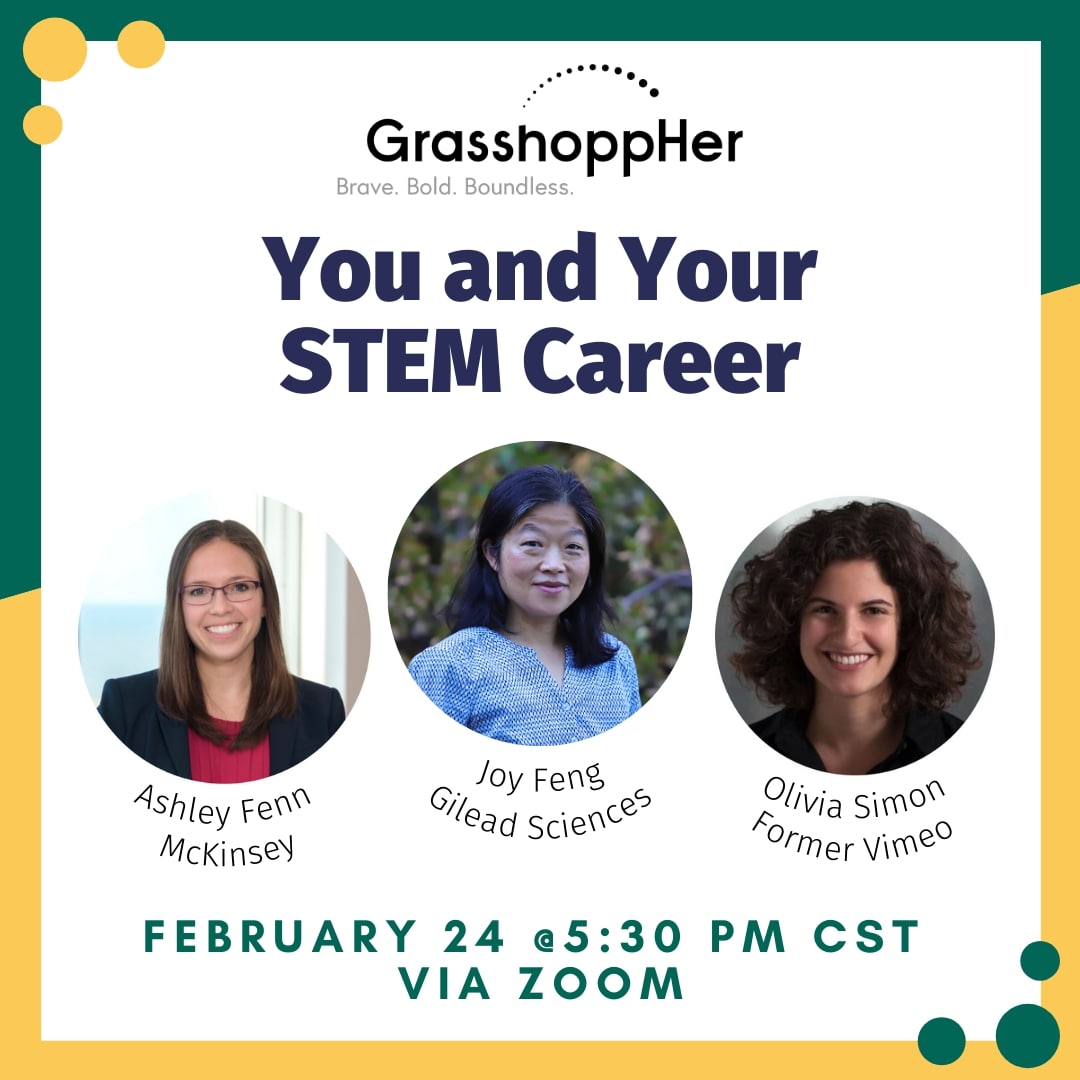 GrasshoppHer
Brave. Bold. Boundless.
You and Your
STEM Career
Ashley Fenn
McKinsey
Joy Feng
Gilead Sciences
Olivia Simon
Former Vimeo
FEBRUARY 24 @5:30 PM CST
VIA ZOOM